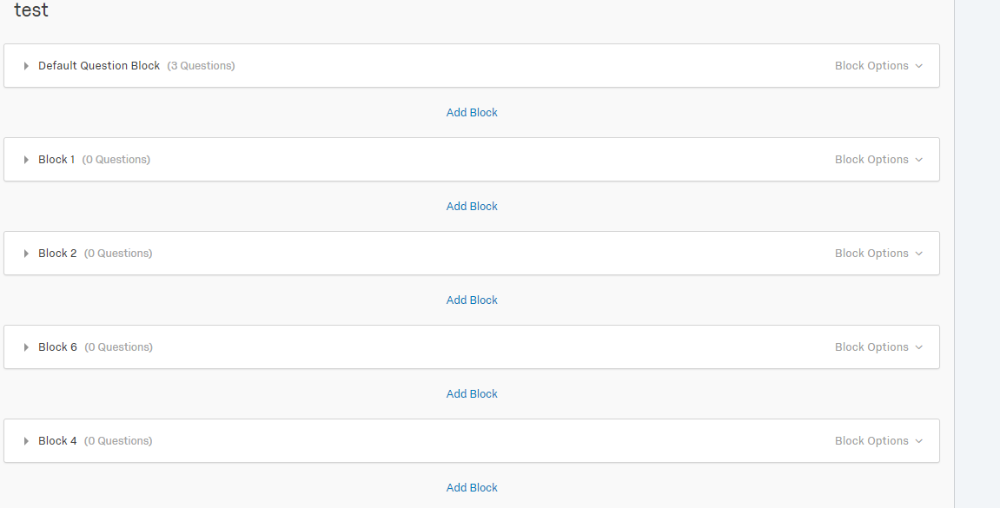 test
Default Question Block (3 Questions) Block Options
Add Block
Block 1 (0 Questions) Block Options
Add Block
Block 2 (0 Questions) Block Options
Add Block
Block 6 (0 Questions) Block Options
Add Block
Block 4 (0 Questions) Block Options
Add Block